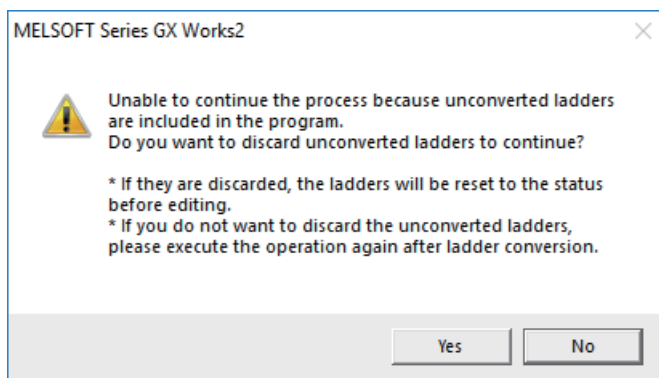 MELSOFT Series GX Works2
Unable to continue the process because unconverted ladders
are included in the program.
Do you want to discard unconverted ladders to continue?
* If they are discarded, the ladders will be reset to the status
before editing.
* If you do not want to discard the unconverted ladders,
please execute the operation again after ladder conversion.
Yes
No